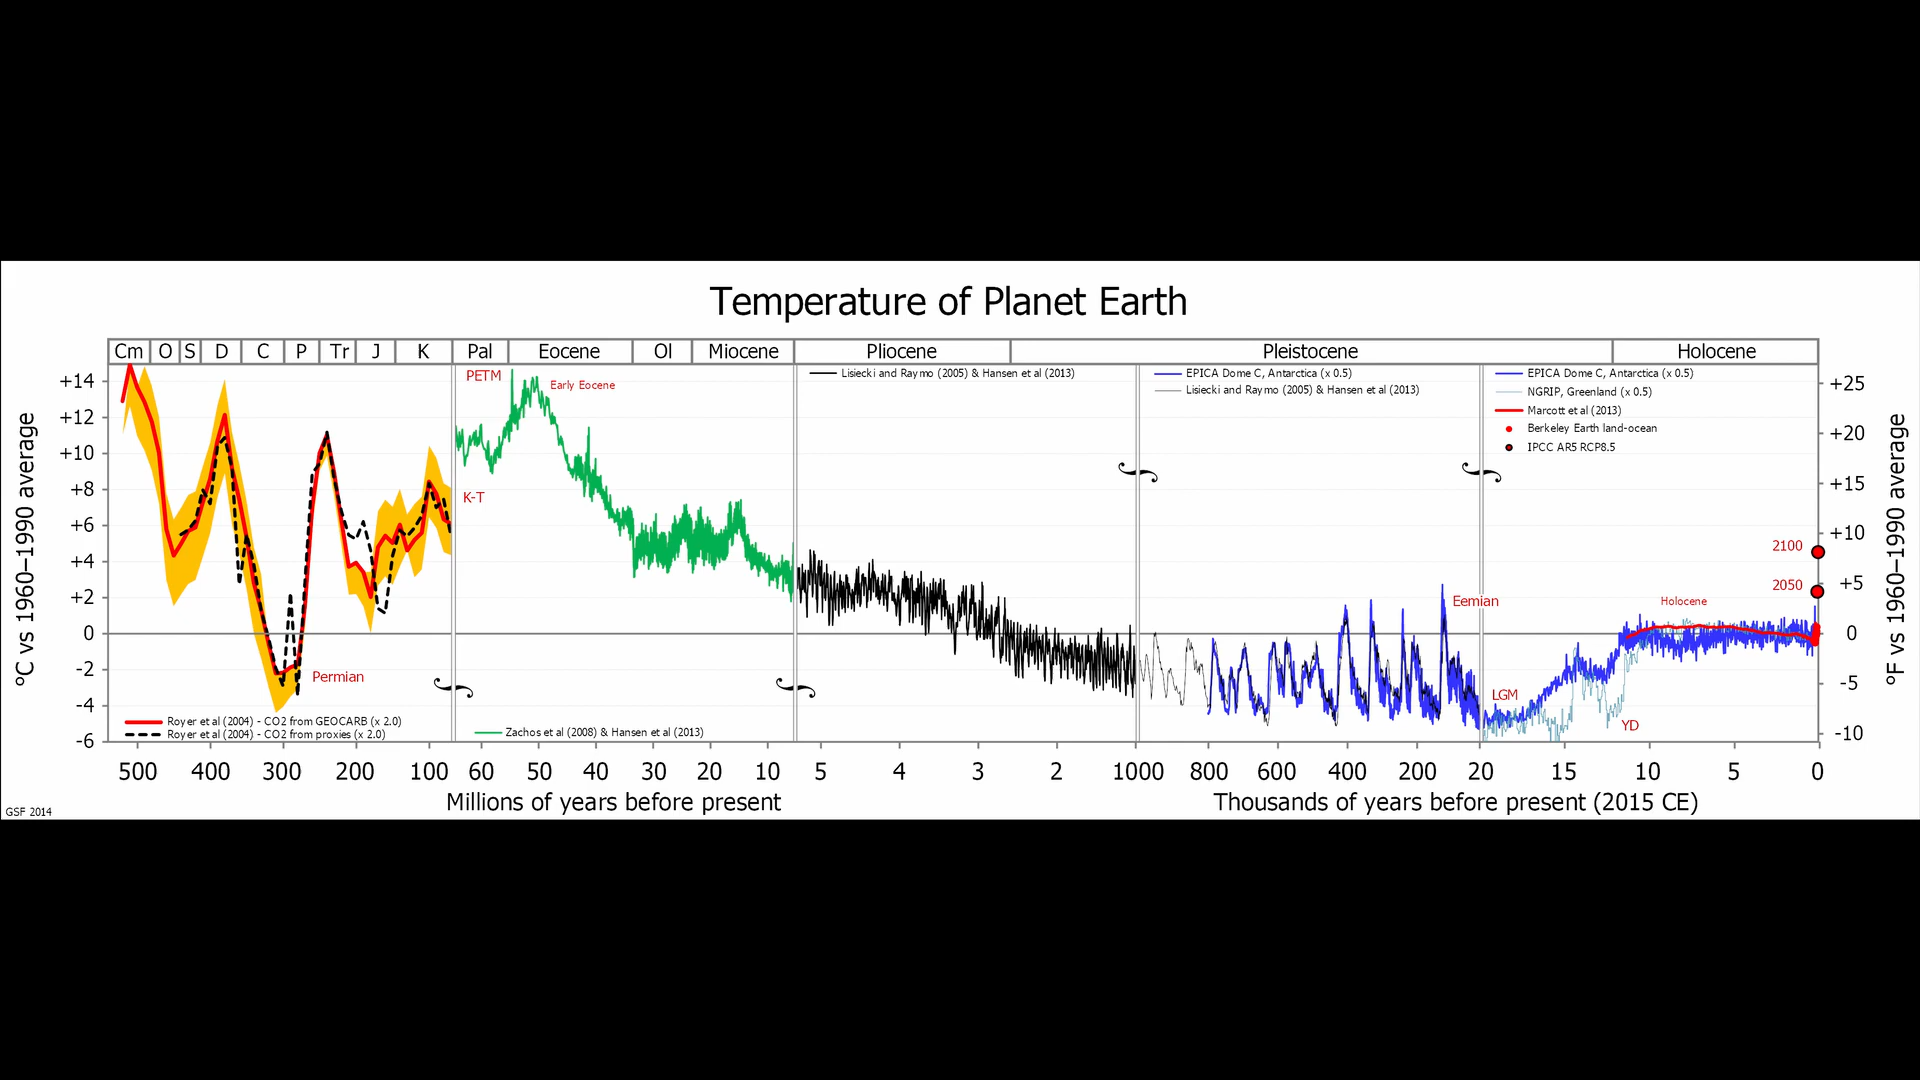 Temperature of Planet Earth
Cm O S D C P Tr J K Pal Eocene Ol Miocene Pliocene Pleistocene Holocene
°C vs 1960–1990 average
+14
+12
+10
+8
+6
+4
+2
0
-2
-4
-6
PETM
Early Eocene
K-T
Permian
Royer et al (2004) - CO2 from GEOCARB (x 2.0)
Royer et al (2004) - CO2 from proxies (x 2.0)
Zachos et al (2008) & Hansen et al (2013)
Lisiecki and Raymo (2005) & Hansen et al (2013)
EPICA Dome C, Antarctica (x 0.5)
Lisiecki and Raymo (2005) & Hansen et al (2013)
Eemian
EPICA Dome C, Antarctica (x 0.5)
NGRIP, Greenland (x 0.5)
Marcott et al (2013)
Berkeley Earth land-ocean
IPCC AR5 RCP8.5
2100
2050
Holocene
LGM
YD
+25
+20
+15
+10
+5
0
-5
-10
°F vs 1960–1990 average
500 400 300 200 100 60 50 40 30 20 10 5 4 3 2 1000 800 600 400 200 20 15 10 5 0
Millions of years before present
Thousands of years before present (2015 CE)
GSF 2014